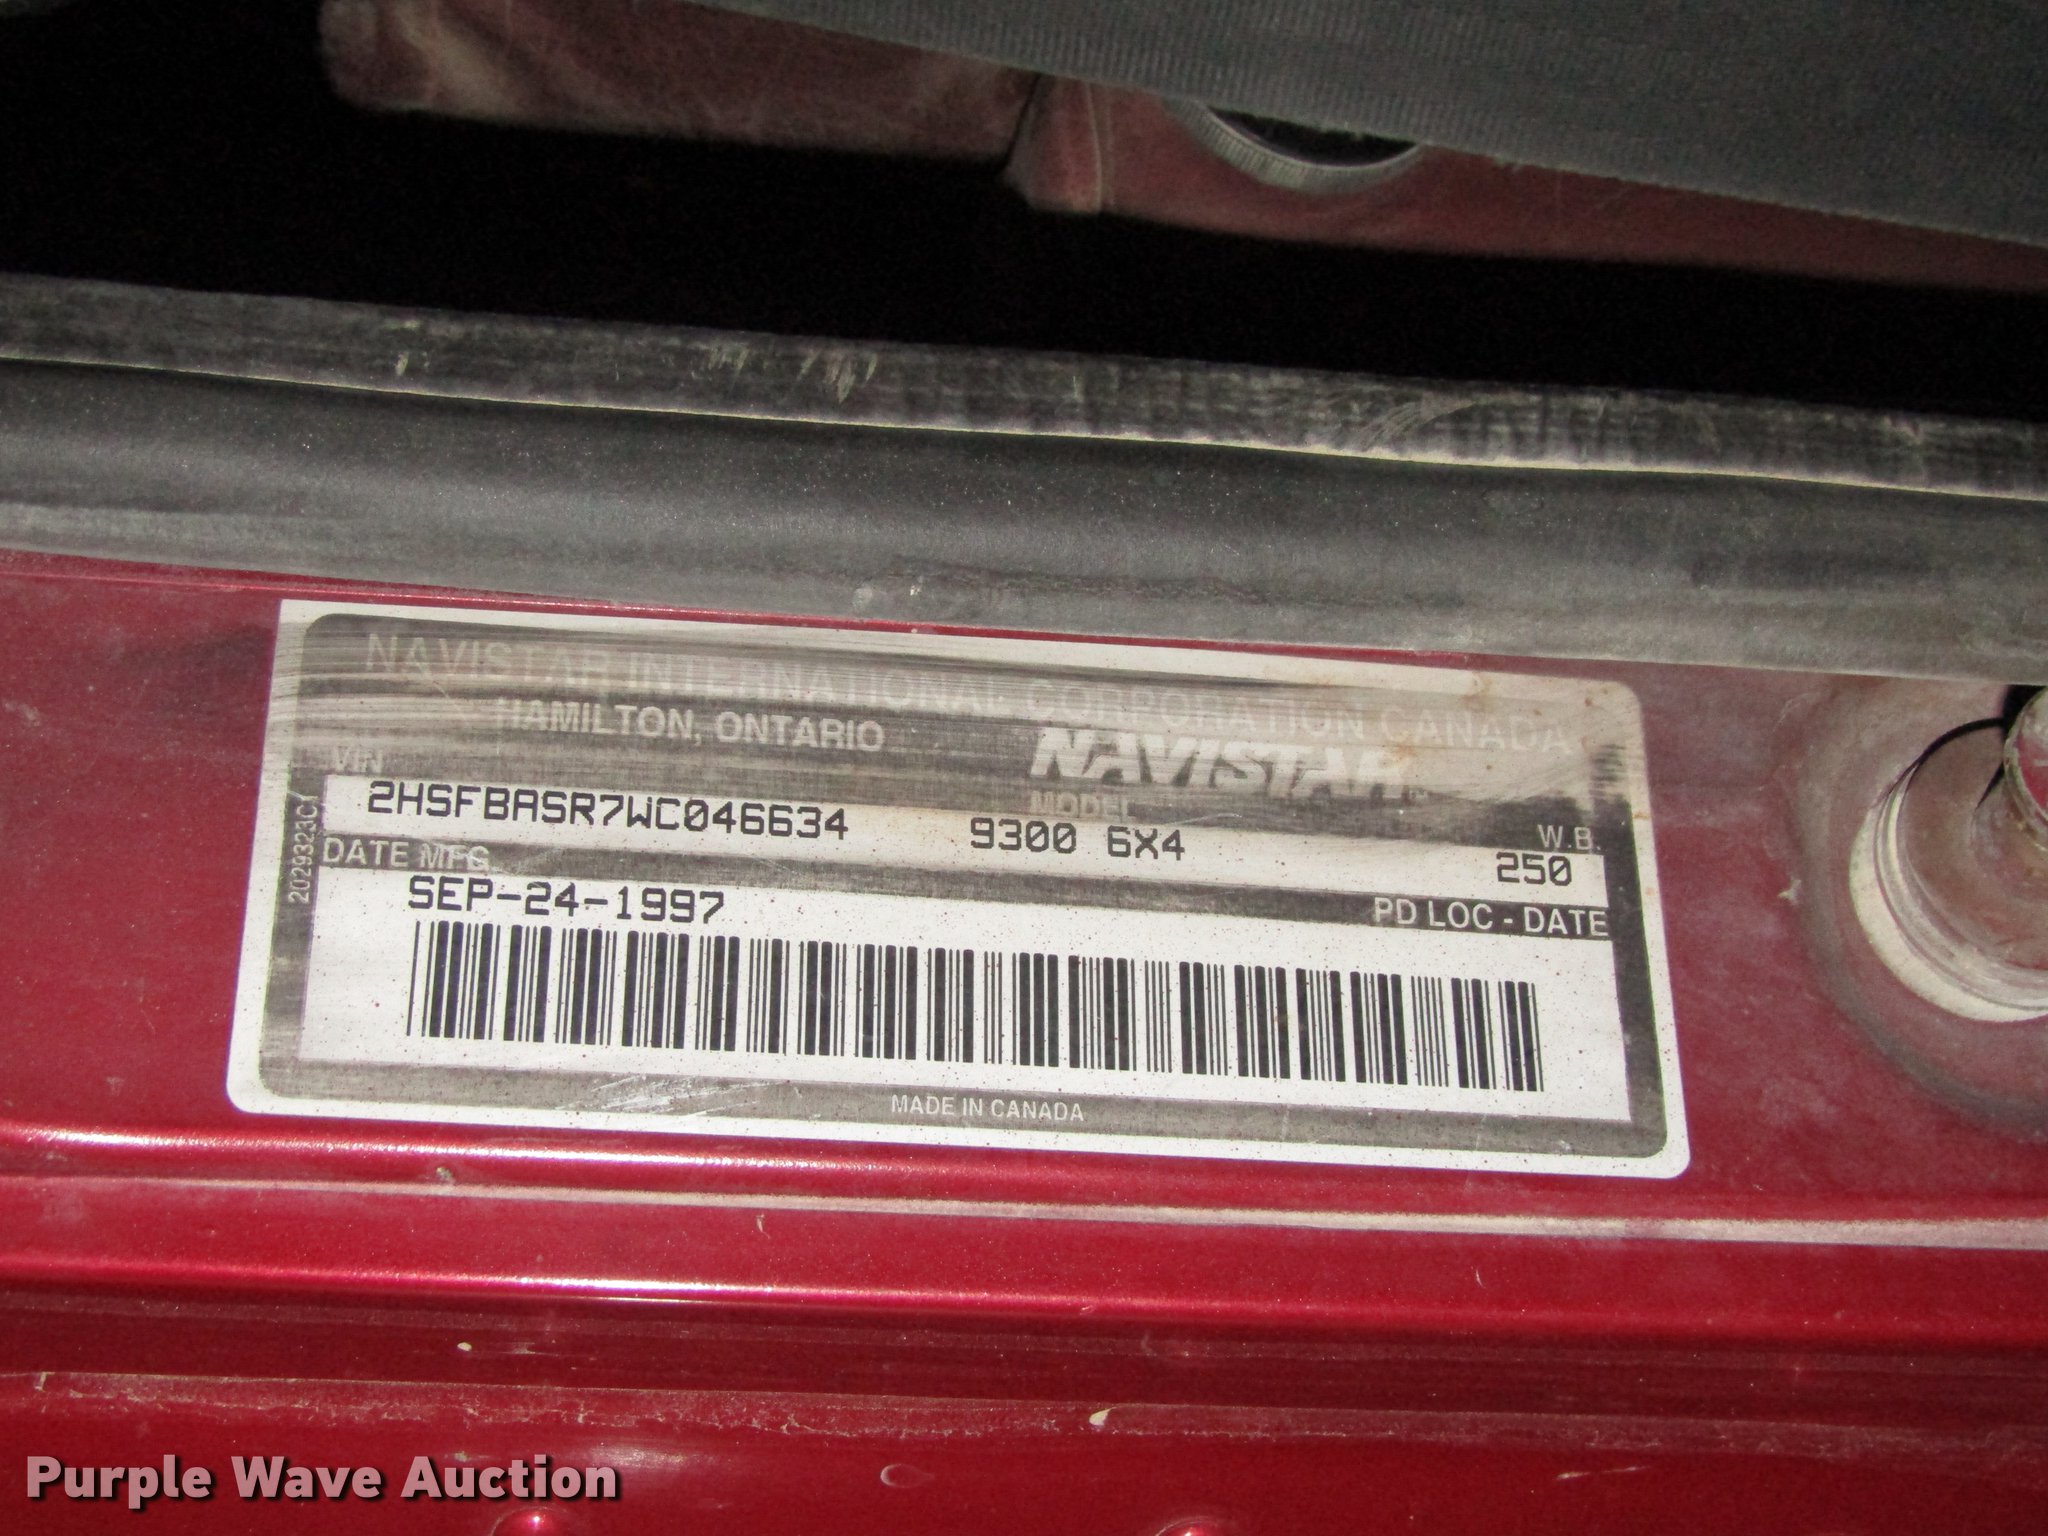 NAVISTAR INTERNATIONAL CORPORATION CANADA
HAMILTON, ONTARIO
NAVISTAR
VIN
MODEL
W.B.
2HSFBASR7WC046634 9300 6X4 250
DATE MFG
PD LOC - DATE
SEP-24-1997
2029323C1
MADE IN CANADA
Purple Wave Auction